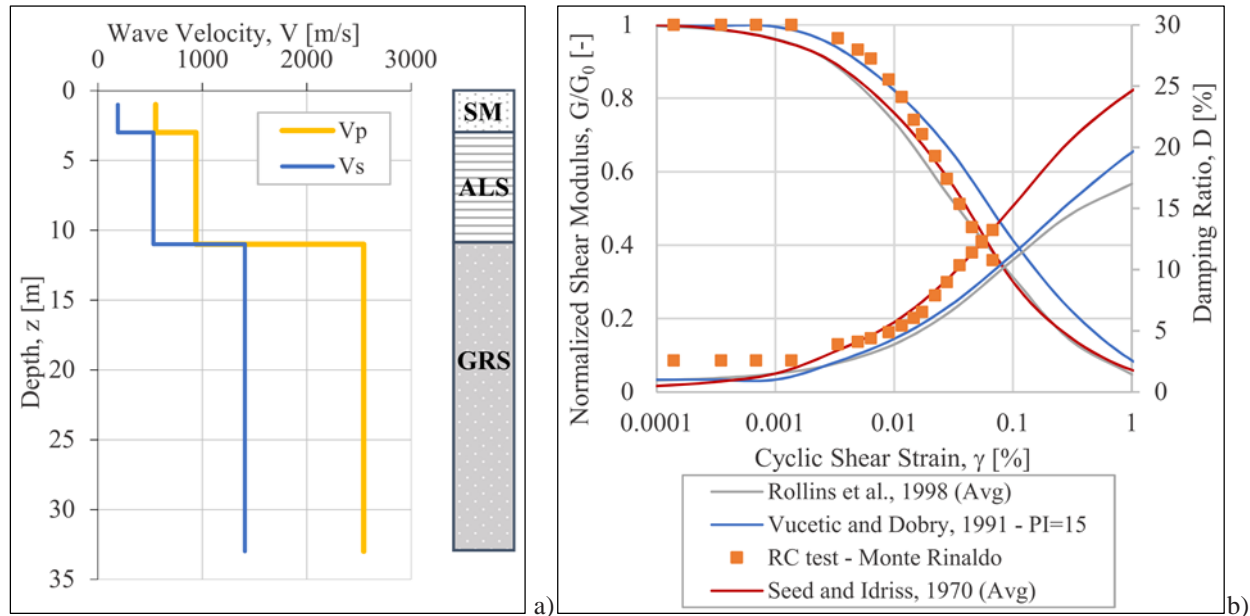 Wave Velocity, V [m/s]
0 1000 2000 3000
0
5
10
15
20
25
30
35
Depth, z [m]
Vp
Vs
SM
ALS
GRS
a)
Normalized Shear Modulus, G/G0 [-]
1
0.8
0.6
0.4
0.2
0
30
25
20
15
10
5
0
Damping Ratio, D [%]
0.0001 0.001 0.01 0.1 1
Cyclic Shear Strain, γ [%]
Rollins et al., 1998 (Avg)
Vucetic and Dobry, 1991 - PI=15
RC test - Monte Rinaldo
Seed and Idriss, 1970 (Avg)
b)